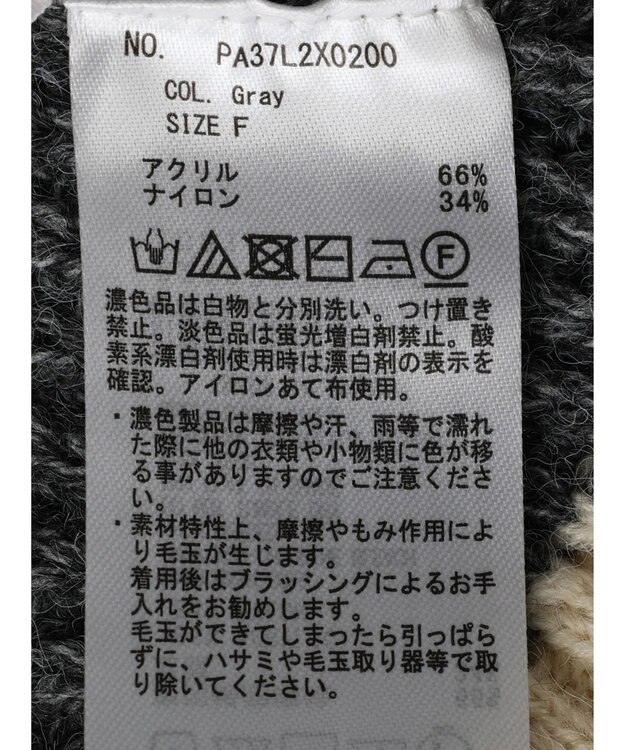 NO. PA37L2X0200
COL. Gray
SIZE F
アクリル 66%
ナイロン 34%
F
濃色品は白物と分別洗い。つけ置き
禁止。淡色品は蛍光増白剤禁止。酸
素系漂白剤使用時は漂白剤の表示を
確認。アイロンあて布使用。
・濃色製品は摩擦や汗、雨等で濡れ
た際に他の衣類や小物類に色が移
る事がありますのでご注意くださ
い。
・素材特性上、摩擦やもみ作用によ
り毛玉が生じます。
着用後はブラッシングによるお手
入れをお勧めします。
毛玉ができてしまったら引っぱら
ずに、ハサミや毛玉取り器等で取
り除いてください。